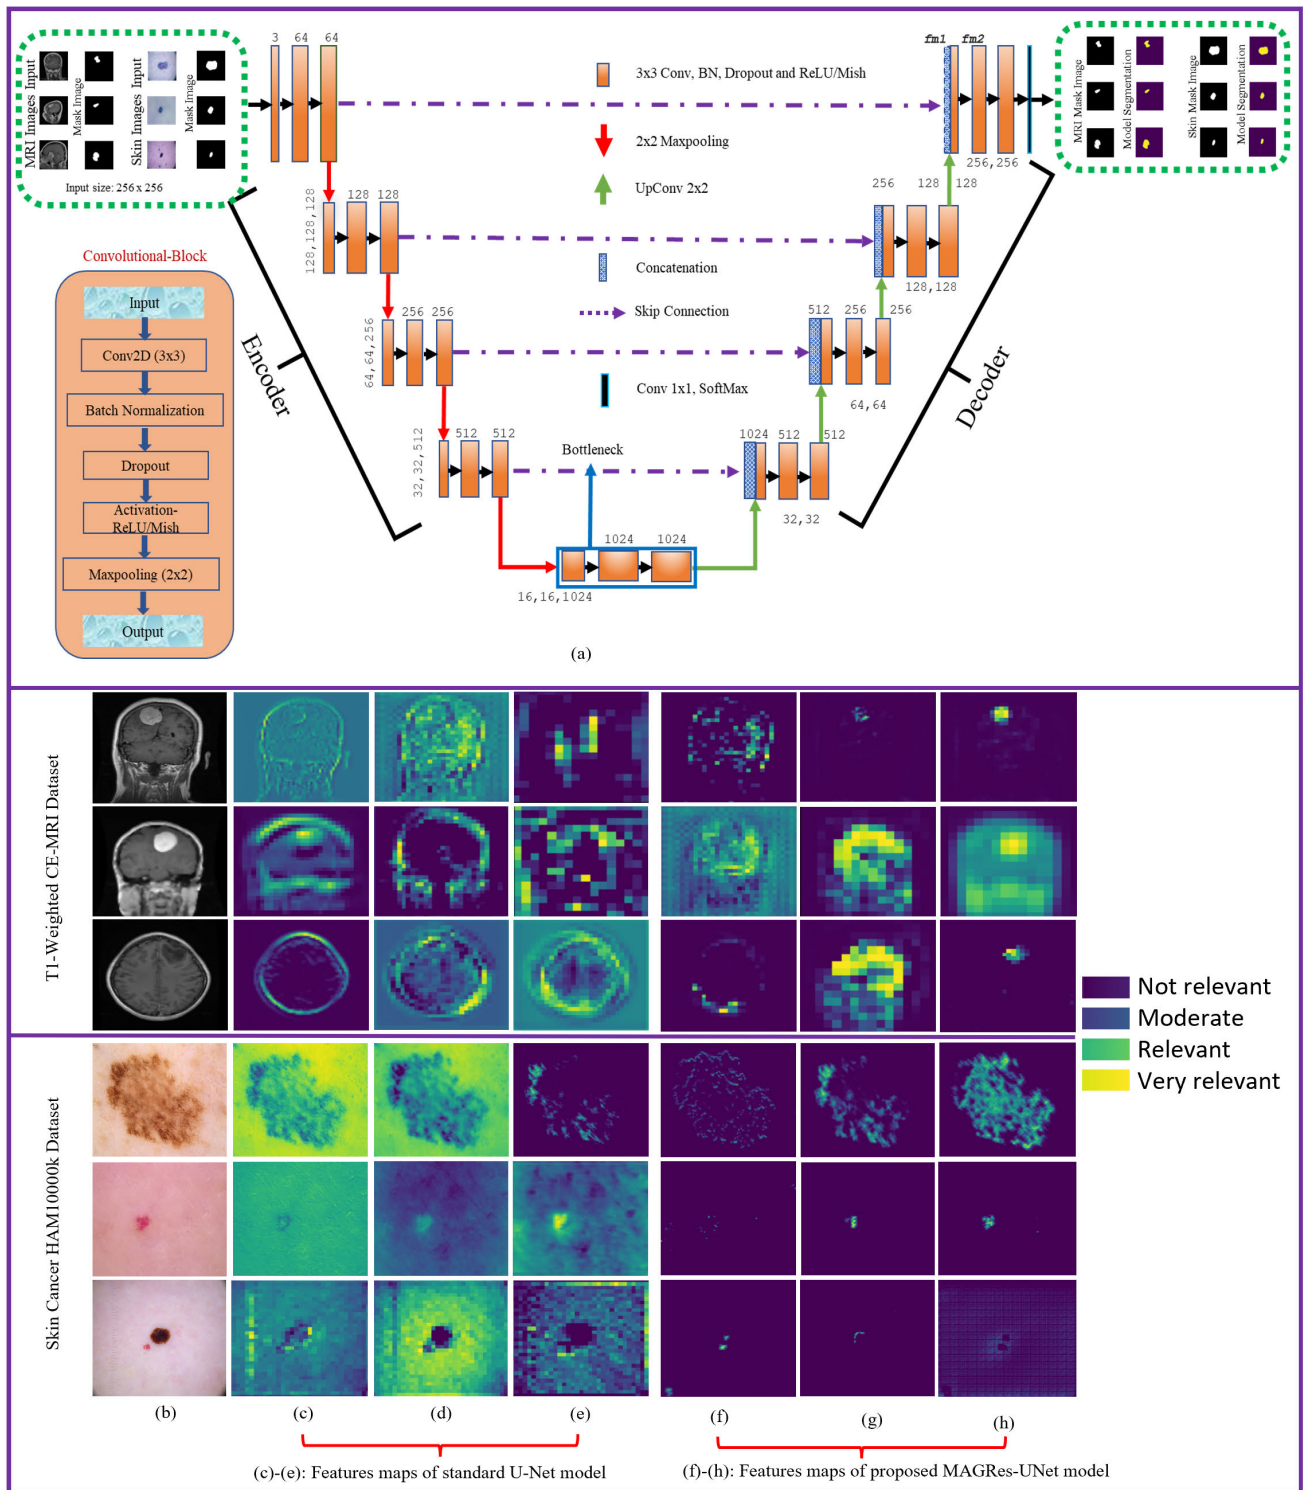 MRI Images Input
Mask Image
Skin Images Input
Mask Image
Input size: 256 x 256
3
64
64
3x3 Conv, BN, Dropout and ReLU/Mish
2x2 Maxpooling
UpConv 2x2
Concatenation
Skip Connection
Conv 1x1, SoftMax
fm1
fm2
256,256
MRI Mask Image
Model Segmentation
Skin Mask Image
Model Segmentation
128,128,128
128
128
256
128
128
128,128
64,64,256
256
256
512
256
256
64,64
32,32,512
512
512
1024
512
512
32,32
Bottleneck
1024
1024
16,16,1024
Encoder
Decoder
Convolutional-Block
Input
Conv2D (3x3)
Batch Normalization
Dropout
Activation-
ReLU/Mish
Maxpooling (2x2)
Output
(a)
T1-Weighted CE-MRI Dataset
Skin Cancer HAM10000k Dataset
Not relevant
Moderate
Relevant
Very relevant
(b)
(c)
(d)
(e)
(f)
(g)
(h)
(c)-(e): Features maps of standard U-Net model
(f)-(h): Features maps of proposed MAGRes-UNet model